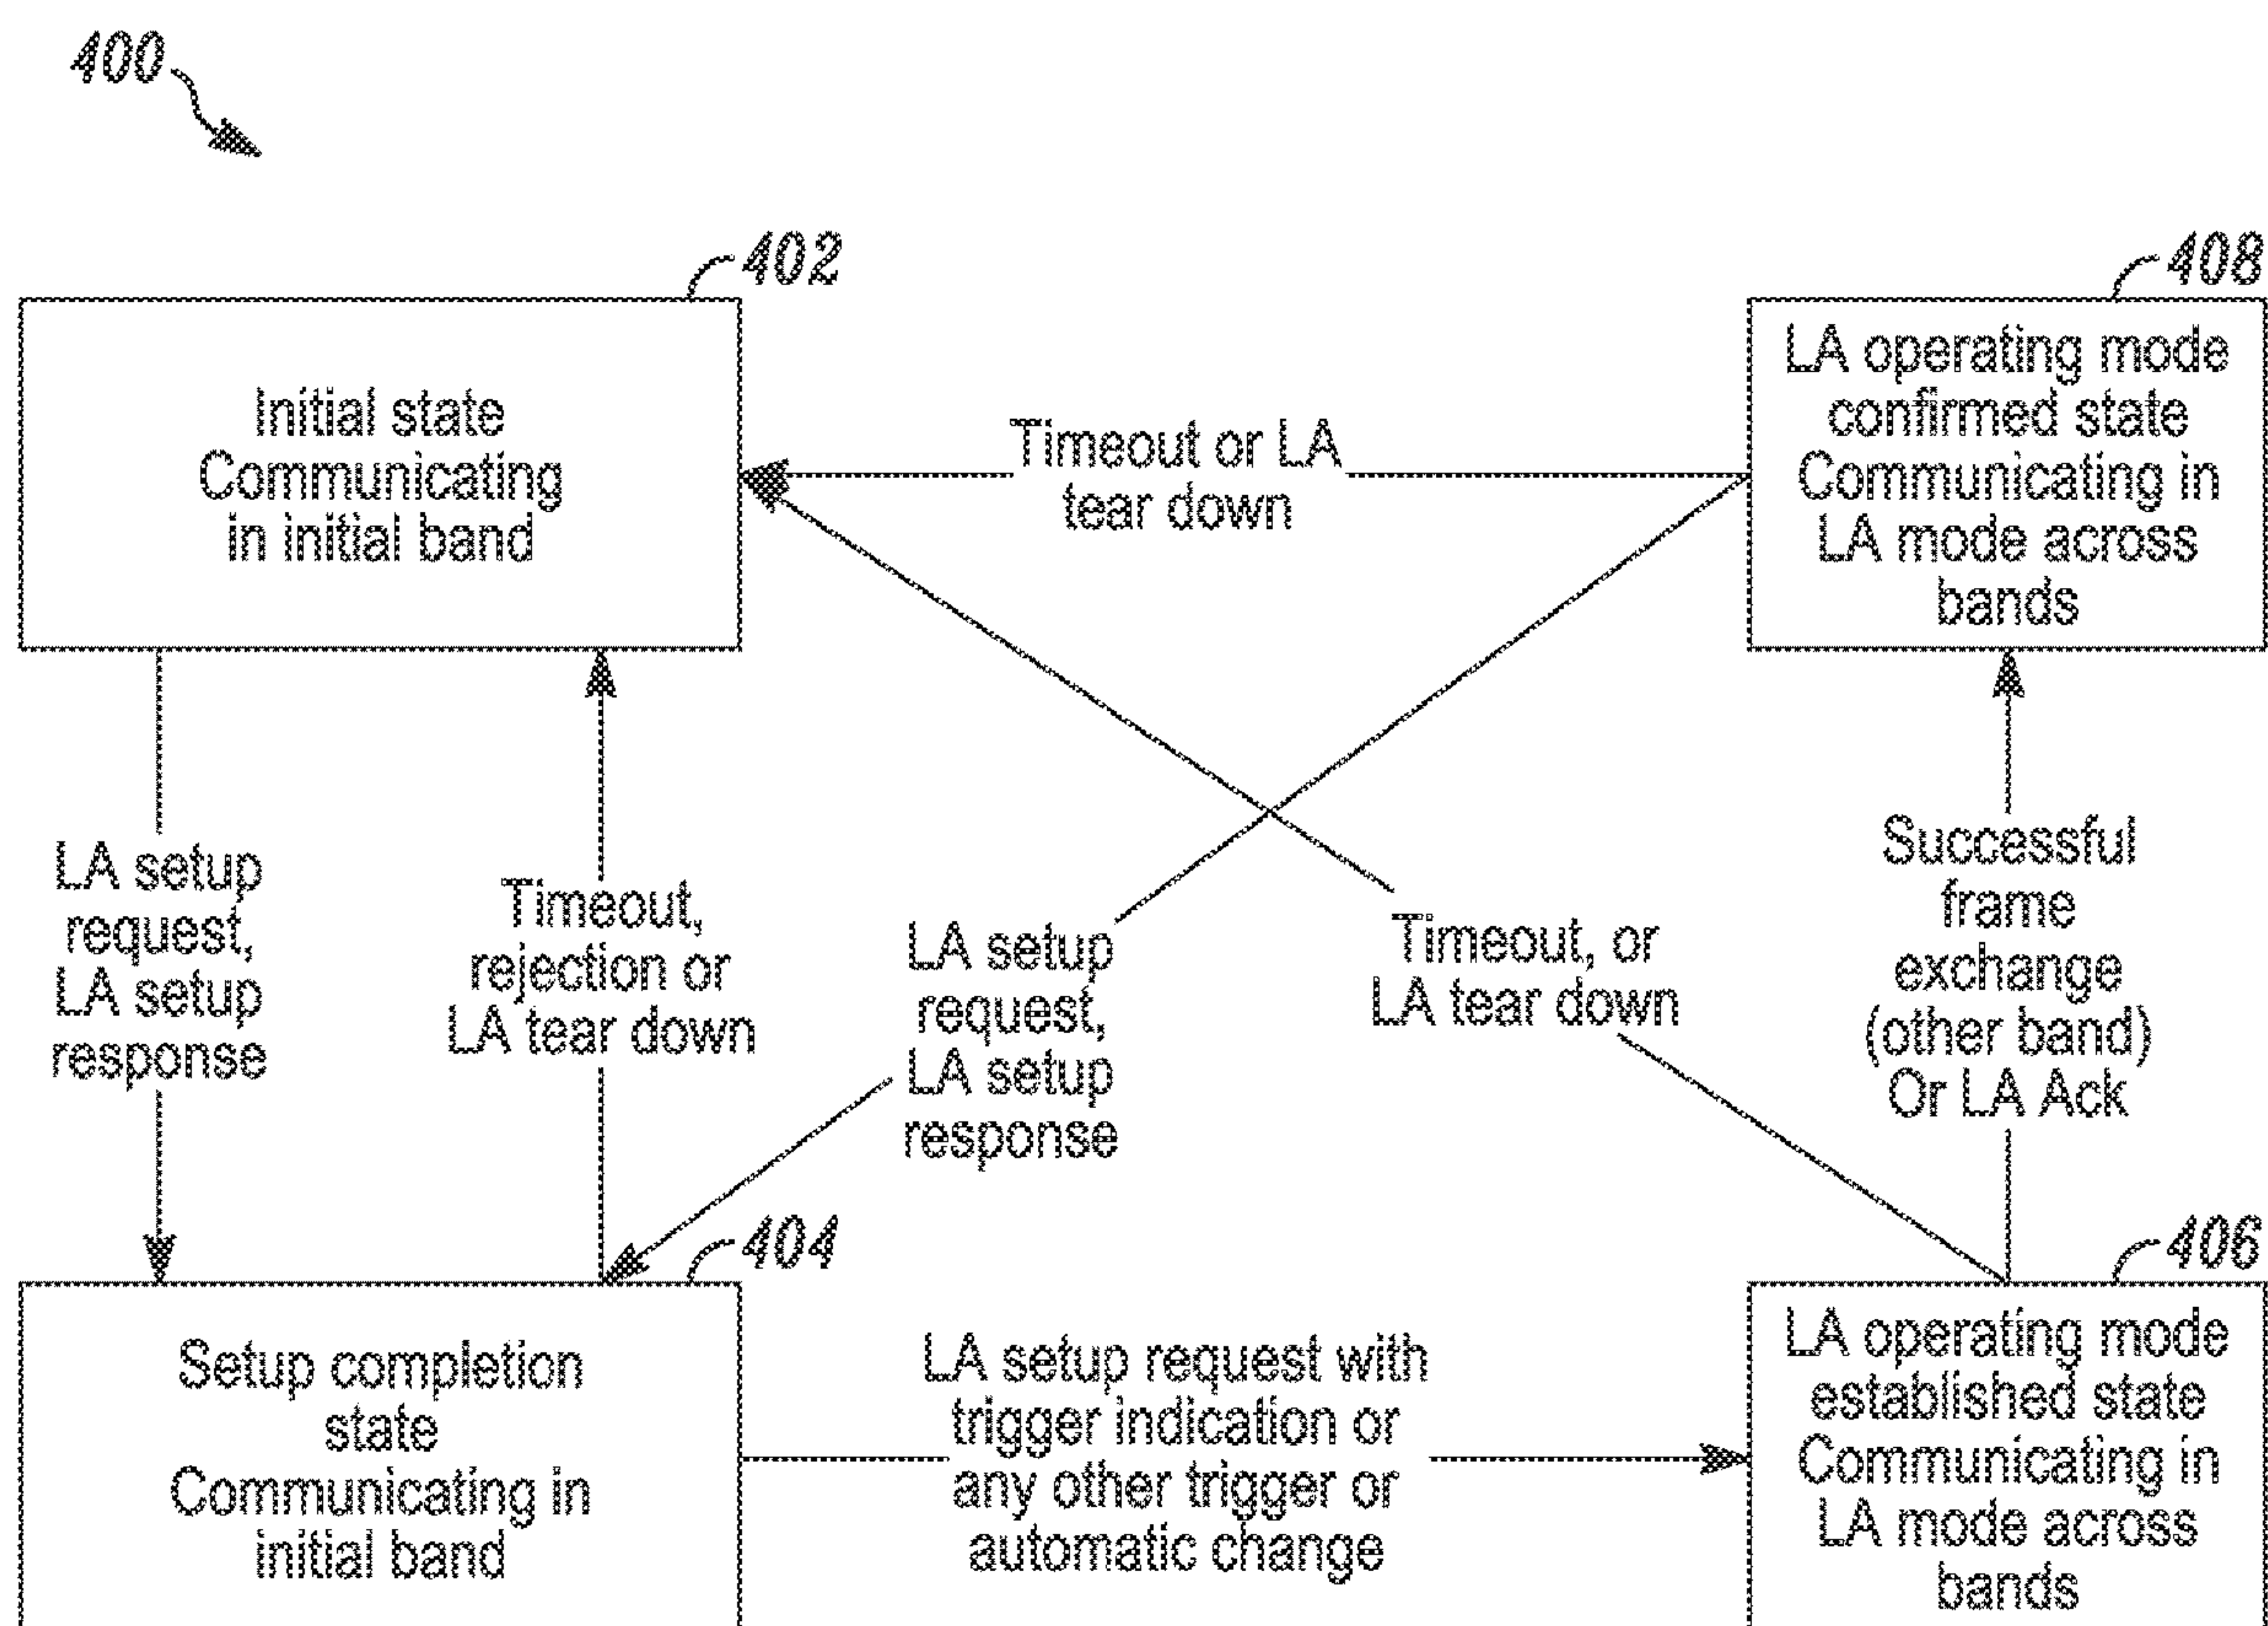 400
402
Initial state
Communicating
in initial band
Timeout or LA
tear down
408
LA operating mode
confirmed state
Communicating in
LA mode across
bands
LA setup
request,
LA setup
response
Timeout,
rejection or
LA tear down
LA setup
request,
LA setup
response
Timeout, or
LA tear down
Successful
frame
exchange
(other band)
Or LA Ack
404
Setup completion
state
Communicating in
initial band
LA setup request with
trigger indication or
any other trigger or
automatic change
406
LA operating mode
established state
Communicating in
LA mode across
bands